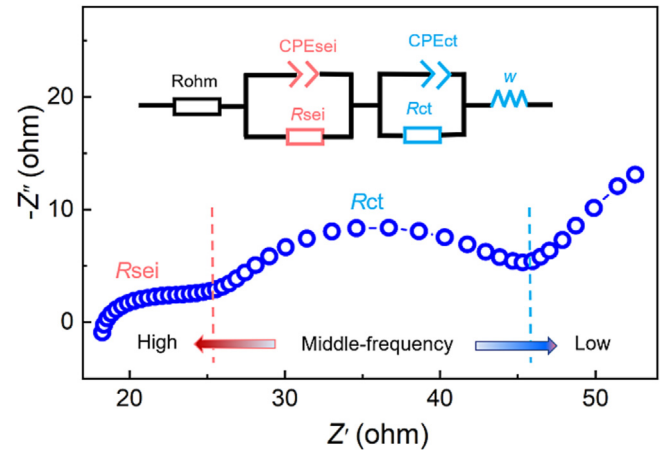 CPEsei
CPEct
Rohm
w
Rsei
Rct
20
-Z″ (ohm)
10
Rct
Rsei
0
High
Middle-frequency
Low
20
30
40
50
Z′ (ohm)